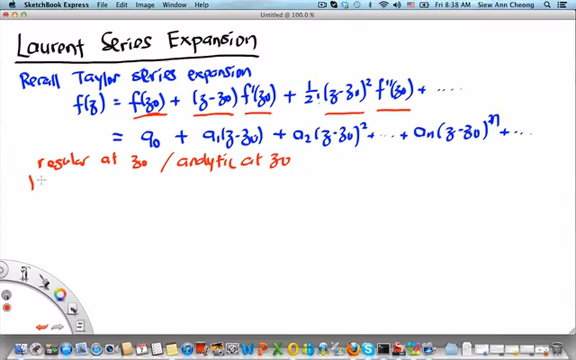 SketchBook Express File Edit Image Window Fri 8:38 AM Siew Ann Cheong
Untitled @ 100.0 %
Laurent Series Expansion
Recall Taylor series expansion
f(z) = f(z0) + (z-z0) f'(z0) + 1/2! (z-z0)² f''(z0) + ....
= a0 + a1(z-z0) + a2(z-z0)² + ... + an(z-z0)ⁿ + ...
regular at z0 / analytic at z0